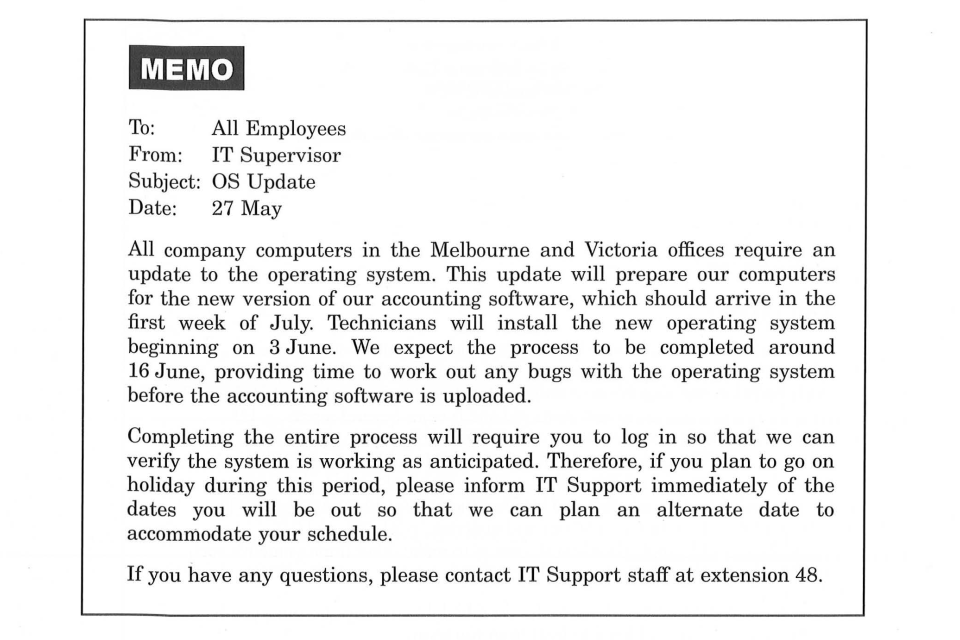 MEMO
To: All Employees
From: IT Supervisor
Subject: OS Update
Date: 27 May
All company computers in the Melbourne and Victoria offices require an
update to the operating system. This update will prepare our computers
for the new version of our accounting software, which should arrive in the
first week of July. Technicians will install the new operating system
beginning on 3 June. We expect the process to be completed around
16 June, providing time to work out any bugs with the operating system
before the accounting software is uploaded.
Completing the entire process will require you to log in so that we can
verify the system is working as anticipated. Therefore, if you plan to go on
holiday during this period, please inform IT Support immediately of the
dates you will be out so that we can plan an alternate date to
accommodate your schedule.
If you have any questions, please contact IT Support staff at extension 48.